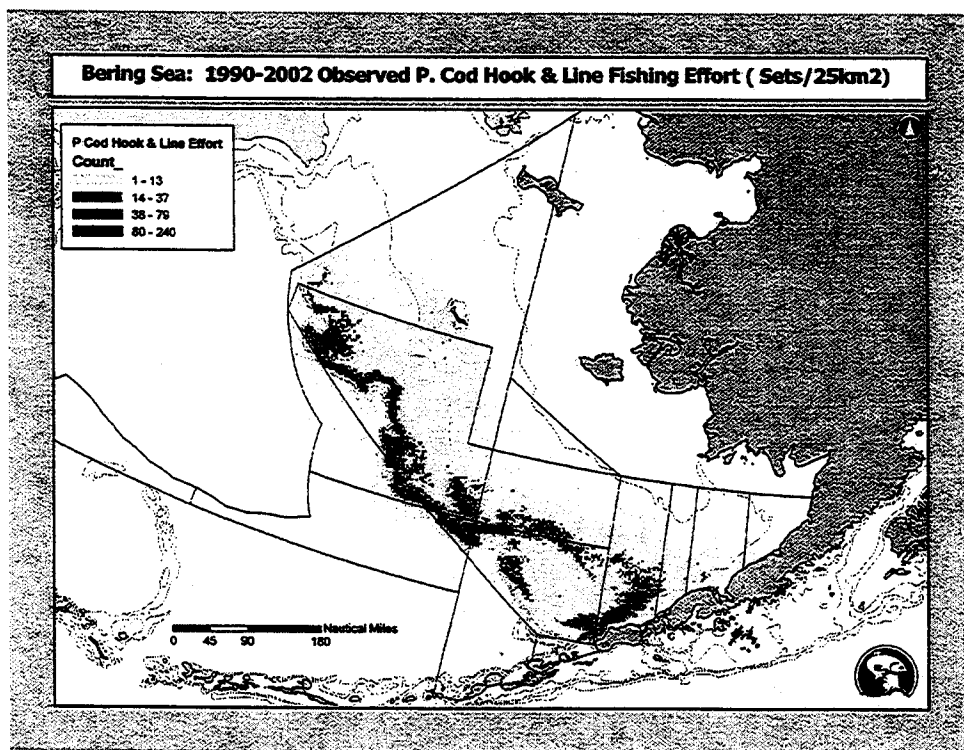 Bering Sea: 1990-2002 Observed P. Cod Hook & Line Fishing Effort ( Sets/25km2)
P Cod Hook & Line Effort
Count_
1 - 13
14 - 37
38 - 79
80 - 240
Nautical Miles
0 45 90 180